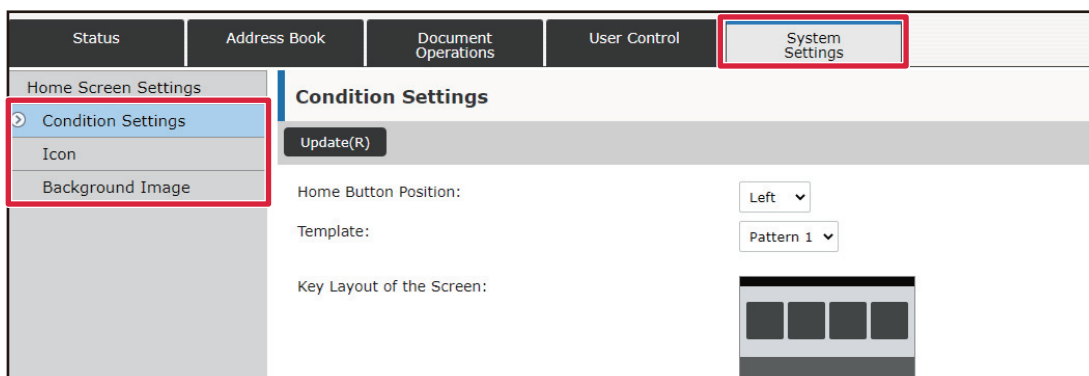 Status
Address Book
Document
Operations
User Control
System
Settings
Home Screen Settings
Condition Settings
Icon
Background Image
Condition Settings
Update(R)
Home Button Position:
Left
Template:
Pattern 1
Key Layout of the Screen: